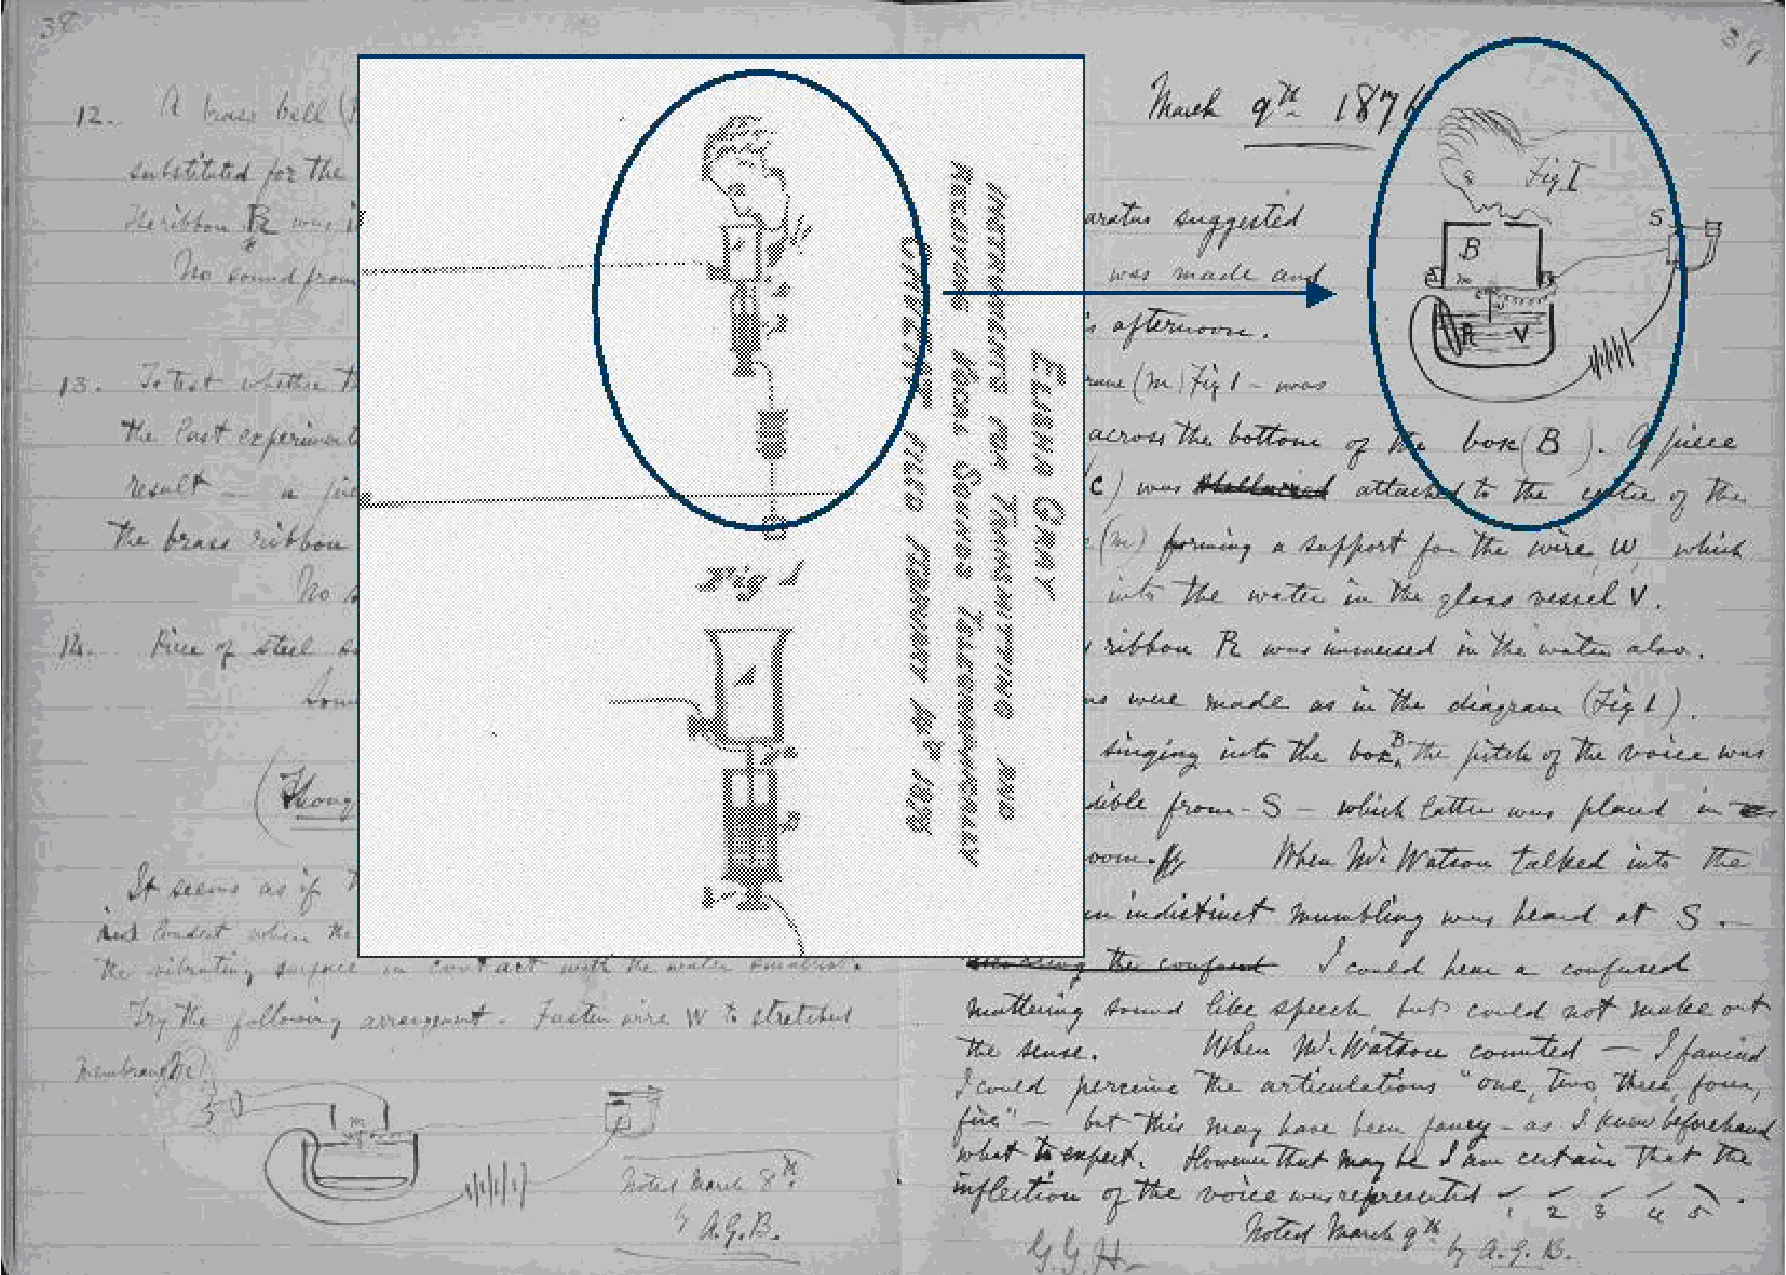 38
12. A brass bell (
substituted for the
The ribbon R was i
No sound from
13. To test whether t
the last experiment
result — a
the brass ribbon
No
14. Piece of steel
Some
(Thoug
It seems as if
loudest when the
the vibrating surface in contact with the water
Try the following arrangement. Fasten wire W to stretched
membrane (m)
S
m
Noted March 8th
by A.G.B.
ELISHA GRAY
INSTRUMENTS FOR TRANSMITTING AND
RECEIVING VOCAL SOUNDS TELEGRAPHICALLY
CAVEAT FILED FEBRUARY 14th 1876
Fig 1
A
39
March 9th 1876
Fig I
B
m
S
R V
aratus suggested
was made and
s afternoon.
rane (m) Fig 1 – was
across the bottom of the box (B). A piece
c) was attached to the centre of the
(m) forming a support for the wire W which
into the water in the glass vessel V.
ribbon R was immersed in the water also.
ns were made as in the diagram (Fig 1).
singing into the box B, the pitch of the voice was
dible from – S – which latter was placed in
oom. When Mr. Watson talked into the
an indistinct mumbling was heard at S. –
the confused I could hear a confused
muttering sound like speech but could not make out
the sense. When Mr. Watson counted — I fancied
I could perceive the articulations "one, two, three, four,
five" – but this may have been fancy – as I knew beforehand
what to expect. However that may be I am certain that the
inflection of the voice was represented
1 2 3 4 5
Noted March 9th
G.G.H. by A.G.B.